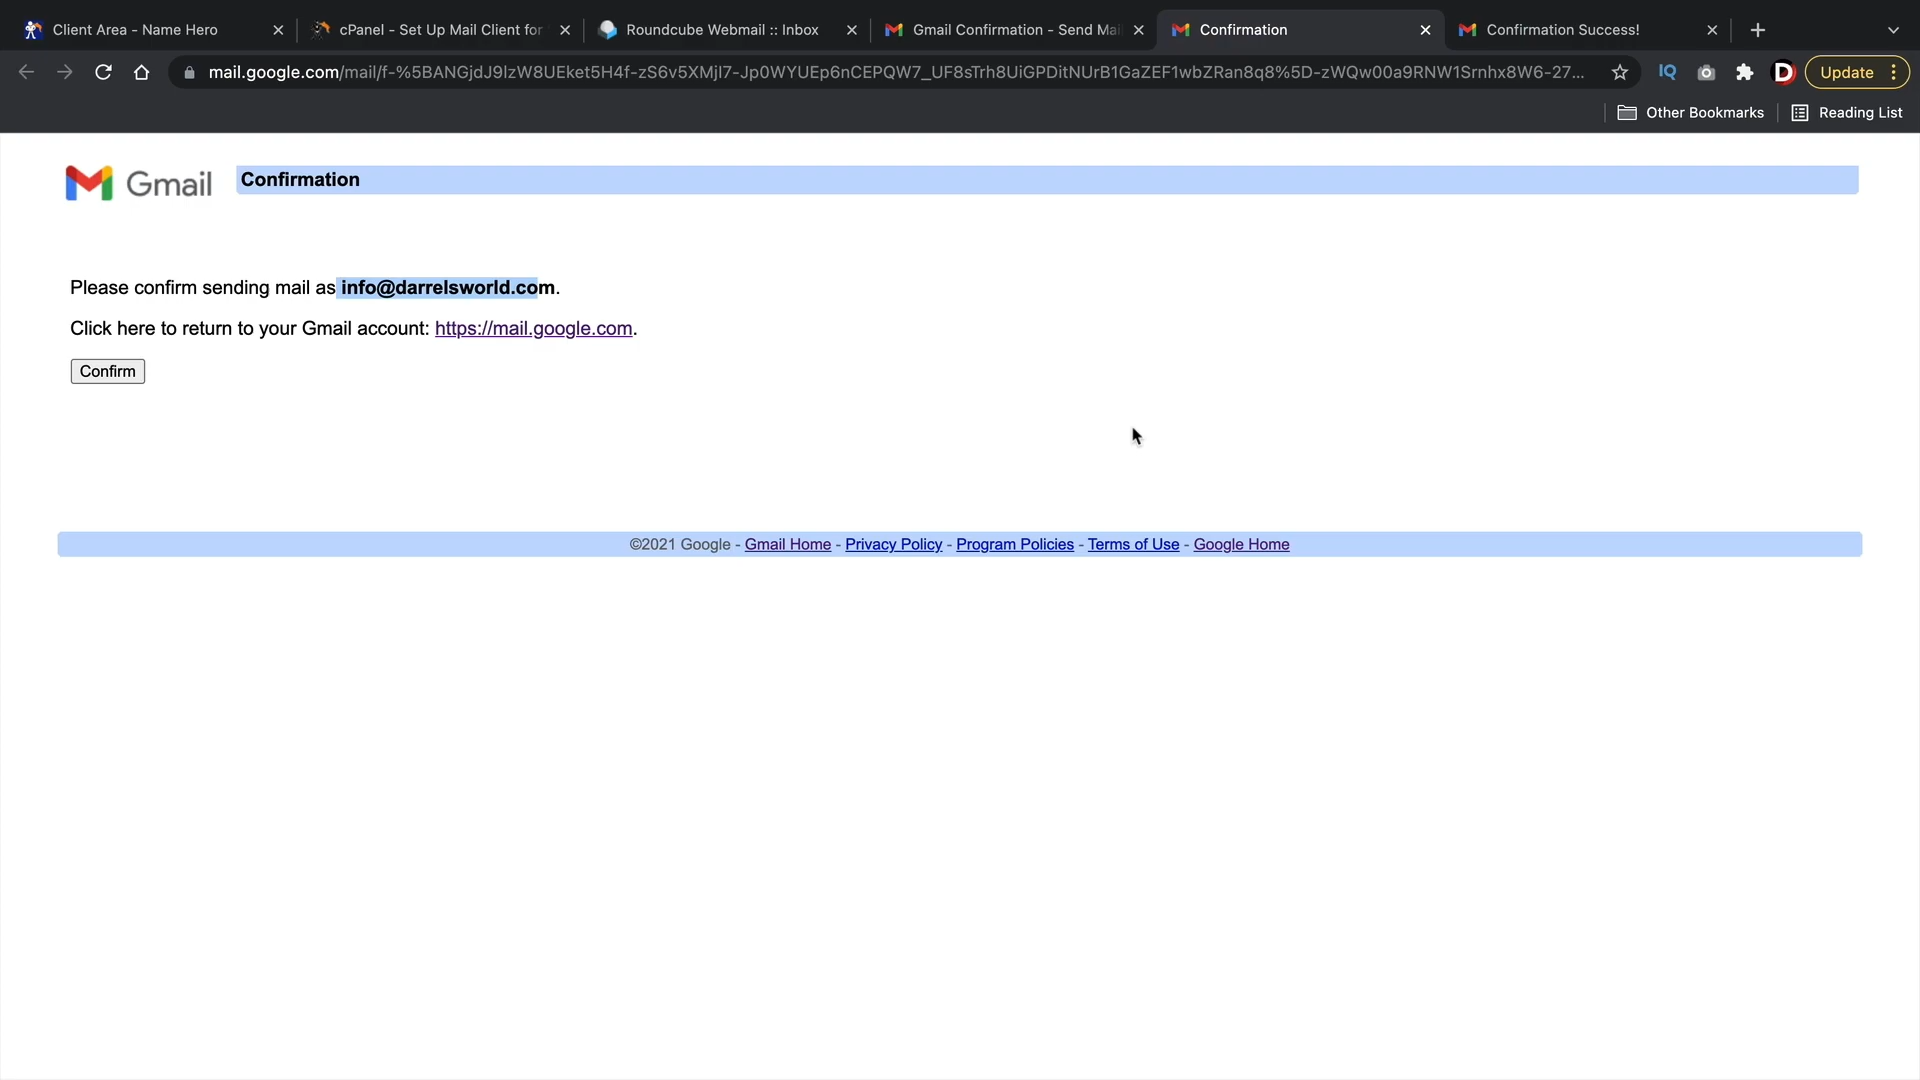 Client Area - Name Hero
cPanel - Set Up Mail Client for
Roundcube Webmail :: Inbox
Gmail Confirmation - Send Mai
Confirmation
Confirmation Success!
mail.google.com/mail/f-%5BANGjdJ9lzW8UEket5H4f-zS6v5XMjI7-Jp0WYUEp6nCEPQW7_UF8sTrh8UiGPDitNUrB1GaZEF1wbZRan8q8%5D-zWQw00a9RNW1Srnhx8W6-27...
IQ
D
Update
Other Bookmarks
Reading List
Gmail
Confirmation
Please confirm sending mail as info@darrelsworld.com.
Click here to return to your Gmail account: https://mail.google.com.
Confirm
©2021 Google - Gmail Home - Privacy Policy - Program Policies - Terms of Use - Google Home